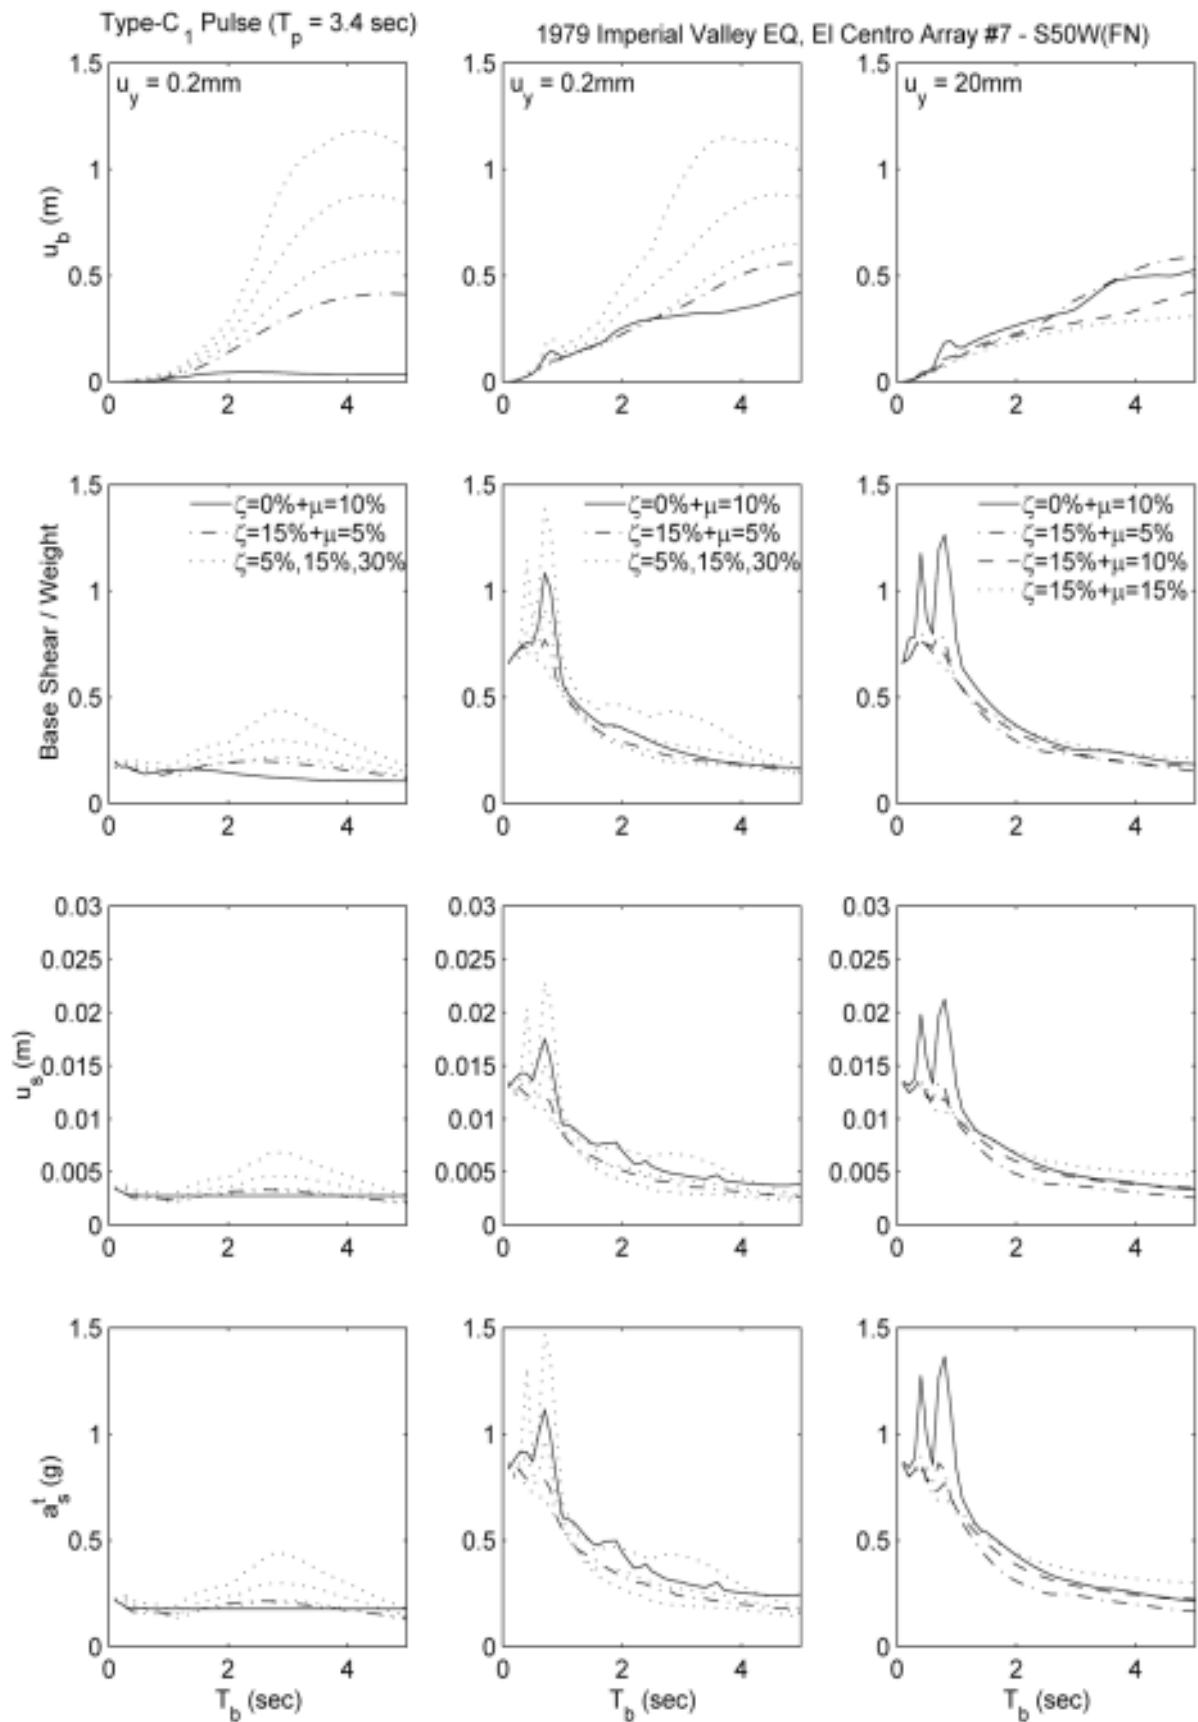 Type-C₁ Pulse (Tₚ = 3.4 sec)
1979 Imperial Valley EQ, El Centro Array #7 - S50W(FN)
1.5
1
0.5
0
u_b (m)
u_y = 0.2mm
0 2 4
1.5
1
0.5
0
u_y = 0.2mm
0 2 4
1.5
1
0.5
0
u_y = 20mm
0 2 4
1.5
1
0.5
0
Base Shear / Weight
ζ=0%+μ=10%
ζ=15%+μ=5%
ζ=5%,15%,30%
0 2 4
1.5
1
0.5
0
ζ=0%+μ=10%
ζ=15%+μ=5%
ζ=5%,15%,30%
0 2 4
1.5
1
0.5
0
ζ=0%+μ=10%
ζ=15%+μ=5%
ζ=15%+μ=10%
ζ=15%+μ=15%
0 2 4
0.03
0.025
0.02
0.015
0.01
0.005
0
u_s (m)
0 2 4
0.03
0.025
0.02
0.015
0.01
0.005
0
0 2 4
0.03
0.025
0.02
0.015
0.01
0.005
0
0 2 4
1.5
1
0.5
0
a_s^t (g)
0 2 4
T_b (sec)
1.5
1
0.5
0
0 2 4
T_b (sec)
1.5
1
0.5
0
0 2 4
T_b (sec)